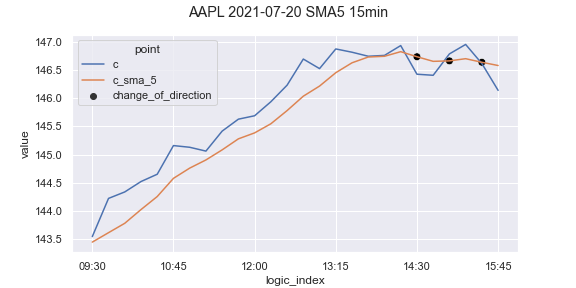 AAPL 2021-07-20 SMA5 15min
147.0
146.5
146.0
145.5
145.0
144.5
144.0
143.5
value
point
c
c_sma_5
change_of_direction
09:30 10:45 12:00 13:15 14:30 15:45
logic_index